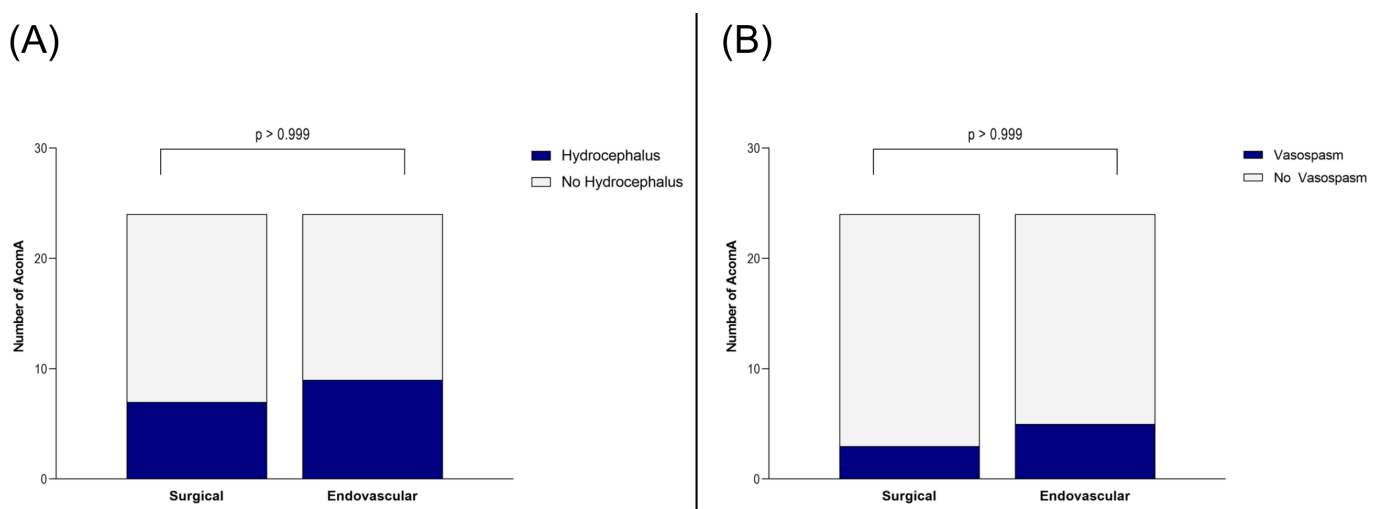 (A)
p > 0.999
30
20
10
0
Number of AcomA
Surgical
Endovascular
Hydrocephalus
No Hydrocephalus
(B)
p > 0.999
30
20
10
0
Number of AcomA
Surgical
Endovascular
Vasospasm
No Vasospasm